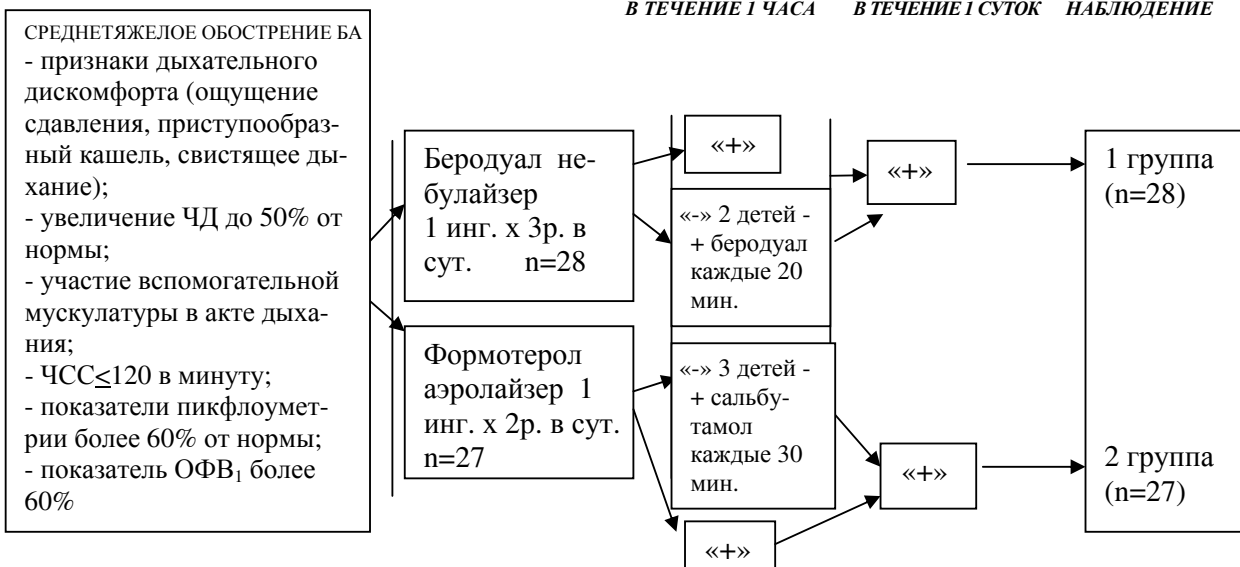 В ТЕЧЕНИЕ 1 ЧАСА В ТЕЧЕНИЕ 1 СУТОК НАБЛЮДЕНИЕ
СРЕДНЕТЯЖЕЛОЕ ОБОСТРЕНИЕ БА
- признаки дыхательного
дискомфорта (ощущение
сдавления, приступообраз-
ный кашель, свистящее ды-
хание);
- увеличение ЧД до 50% от
нормы;
- участие вспомогательной
мускулатуры в акте дыха-
ния;
- ЧСС≤120 в минуту;
- показатели пикфлоумет-
рии более 60% от нормы;
- показатель ОФВ₁ более
60%
Беродуал не-
булайзер
1 инг. х 3р. в
сут. n=28
Формотерол
аэролайзер 1
инг. х 2р. в сут.
n=27
«+»
«-» 2 детей -
+ беродуал
каждые 20
мин.
«-» 3 детей -
+ сальбу-
тамол
каждые 30
мин.
«+»
«+»
«+»
1 группа
(n=28)
2 группа
(n=27)